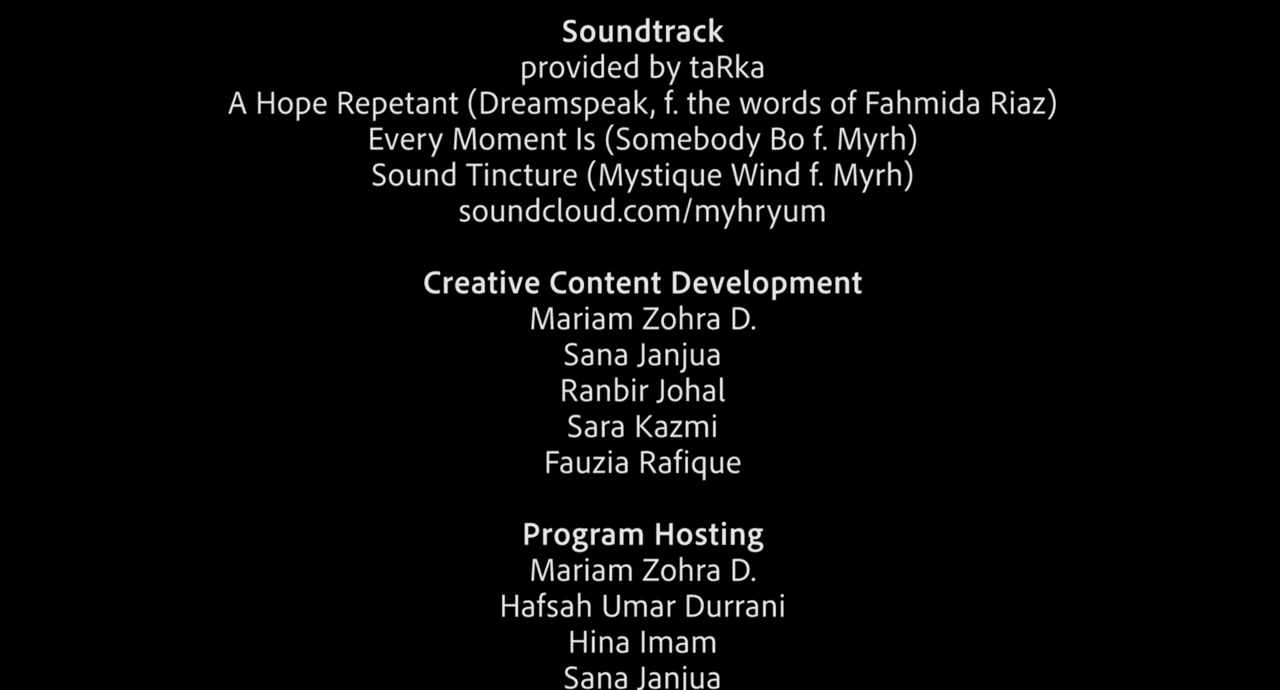 Soundtrack
provided by taRka
A Hope Repetant (Dreamspeak, f. the words of Fahmida Riaz)
Every Moment Is (Somebody Bo f. Myrh)
Sound Tincture (Mystique Wind f. Myrh)
soundcloud.com/myhryum
Creative Content Development
Mariam Zohra D.
Sana Janjua
Ranbir Johal
Sara Kazmi
Fauzia Rafique
Program Hosting
Mariam Zohra D.
Hafsah Umar Durrani
Hina Imam
Sana Janjua